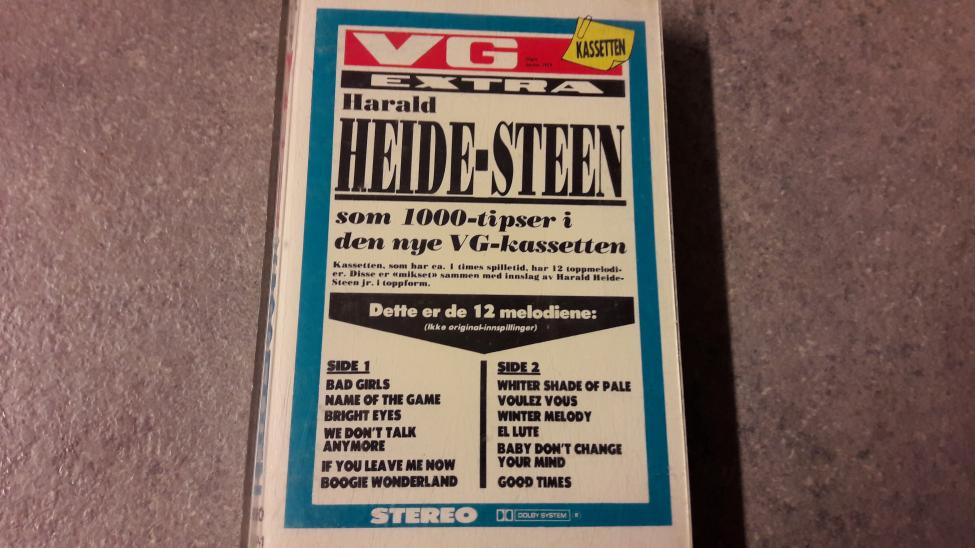 VG
KASSETTEN
EXTRA
Harald
HEIDE-STEEN
som 1000-tipser i
den nye VG-kassetten
Kassetten, som har ca. 1 times spilletid, har 12 toppmelodi-
er. Disse er «mikset» sammen med innslag av Harald Heide-
Steen jr. i toppform.
Dette er de 12 melodiene:
(Ikke original-innspillinger)
SIDE 1
BAD GIRLS
NAME OF THE GAME
BRIGHT EYES
WE DON'T TALK
ANYMORE
IF YOU LEAVE ME NOW
BOOGIE WONDERLAND
SIDE 2
WHITER SHADE OF PALE
VOULEZ VOUS
WINTER MELODY
EL LUTE
BABY DON'T CHANGE
YOUR MIND
GOOD TIMES
STEREO
DOLBY SYSTEM